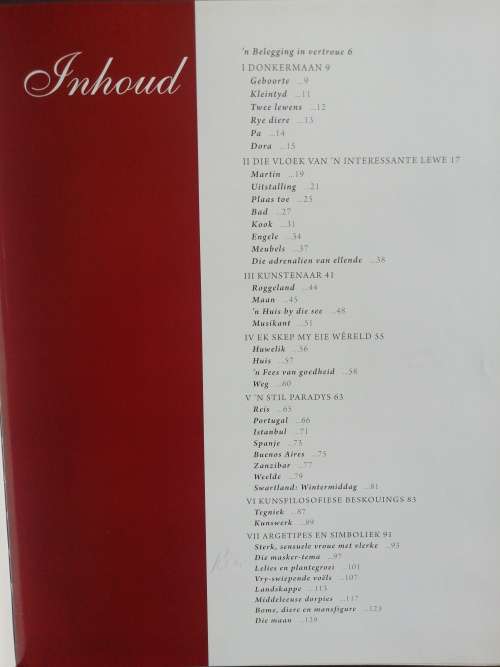 Inhoud
'n Belegging in vertroue 6
I DONKERMAAN 9
Geboorte ...9
Kleintyd ...11
Twee lewens ...12
Rye diere ...13
Pa ...14
Dora ...15
II DIE VLOEK VAN 'N INTERESSANTE LEWE 17
Martin ...19
Uitstalling ...21
Plaas toe ...25
Bad ...27
Kook ...31
Engele ...34
Meubels ...37
Die adrenalien van ellende ...38
III KUNSTENAAR 41
Roggeland ...44
Maan ...45
'n Huis by die see ...48
Musikant ...51
IV EK SKEP MY EIE WÊRELD 55
Huwelik ...56
Huis ...57
'n Fees van goedheid ...58
Weg ...60
V 'N STIL PARADYS 63
Reis ...65
Portugal ...66
Istanbul ...71
Spanje ...73
Buenos Aires ...75
Zanzibar ...77
Weelde ...79
Swartland: Wintermiddag ...81
VI KUNSFILOSOFIESE BESKOUINGS 83
Tegniek ...87
Kunswerk ...89
VII ARGETIPES EN SIMBOLIEK 91
Sterk, sensuele vroue met vlerke ...93
Die masker-tema ...97
Lelies en plantegroei ...101
Vry-swiepende voëls ...107
Landskappe ...113
Middeleeuse dorpies ...117
Bome, diere en mansfigure ...123
Die maan ...129